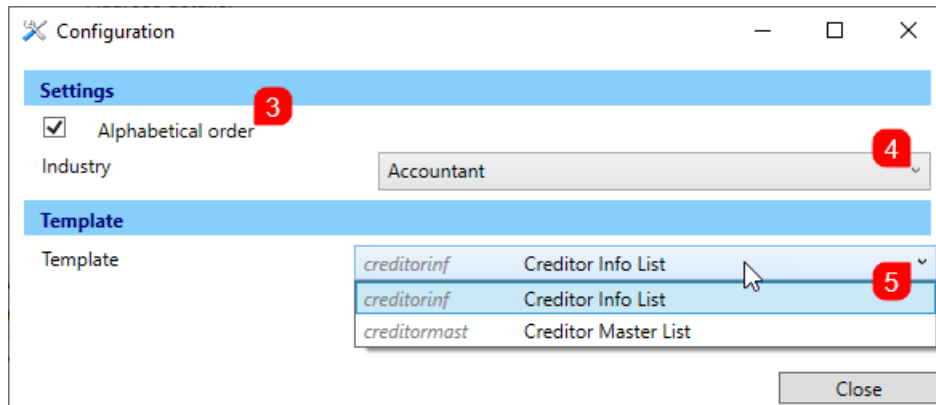 Configuration
Settings
3
Alphabetical order
4
Industry
Accountant
Template
Template
creditorinf Creditor Info List
5
creditorinf Creditor Info List
creditormast Creditor Master List
Close